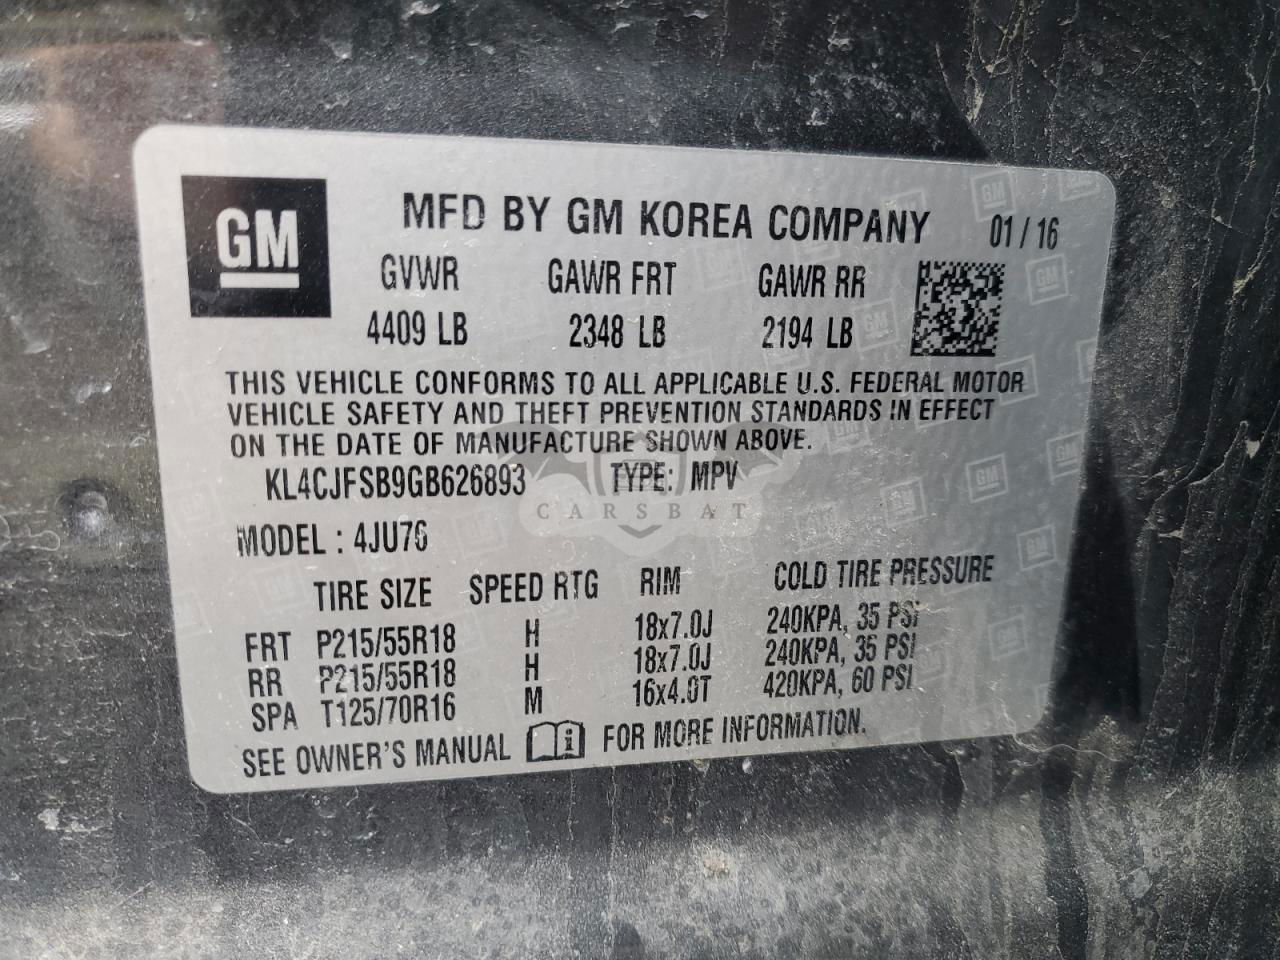 GM
MFD BY GM KOREA COMPANY 01 / 16
GVWR GAWR FRT GAWR RR
4409 LB 2348 LB 2194 LB
THIS VEHICLE CONFORMS TO ALL APPLICABLE U.S. FEDERAL MOTOR
VEHICLE SAFETY AND THEFT PREVENTION STANDARDS IN EFFECT
ON THE DATE OF MANUFACTURE SHOWN ABOVE.
KL4CJFSB9GB626893 TYPE: MPV
CARSBAT
MODEL : 4JU76
TIRE SIZE SPEED RTG RIM COLD TIRE PRESSURE
FRT P215/55R18 H 18x7.0J 240KPA, 35 PSI
RR P215/55R18 H 18x7.0J 240KPA, 35 PSI
SPA T125/70R16 M 16x4.0T 420KPA, 60 PSI
SEE OWNER'S MANUAL i FOR MORE INFORMATION.